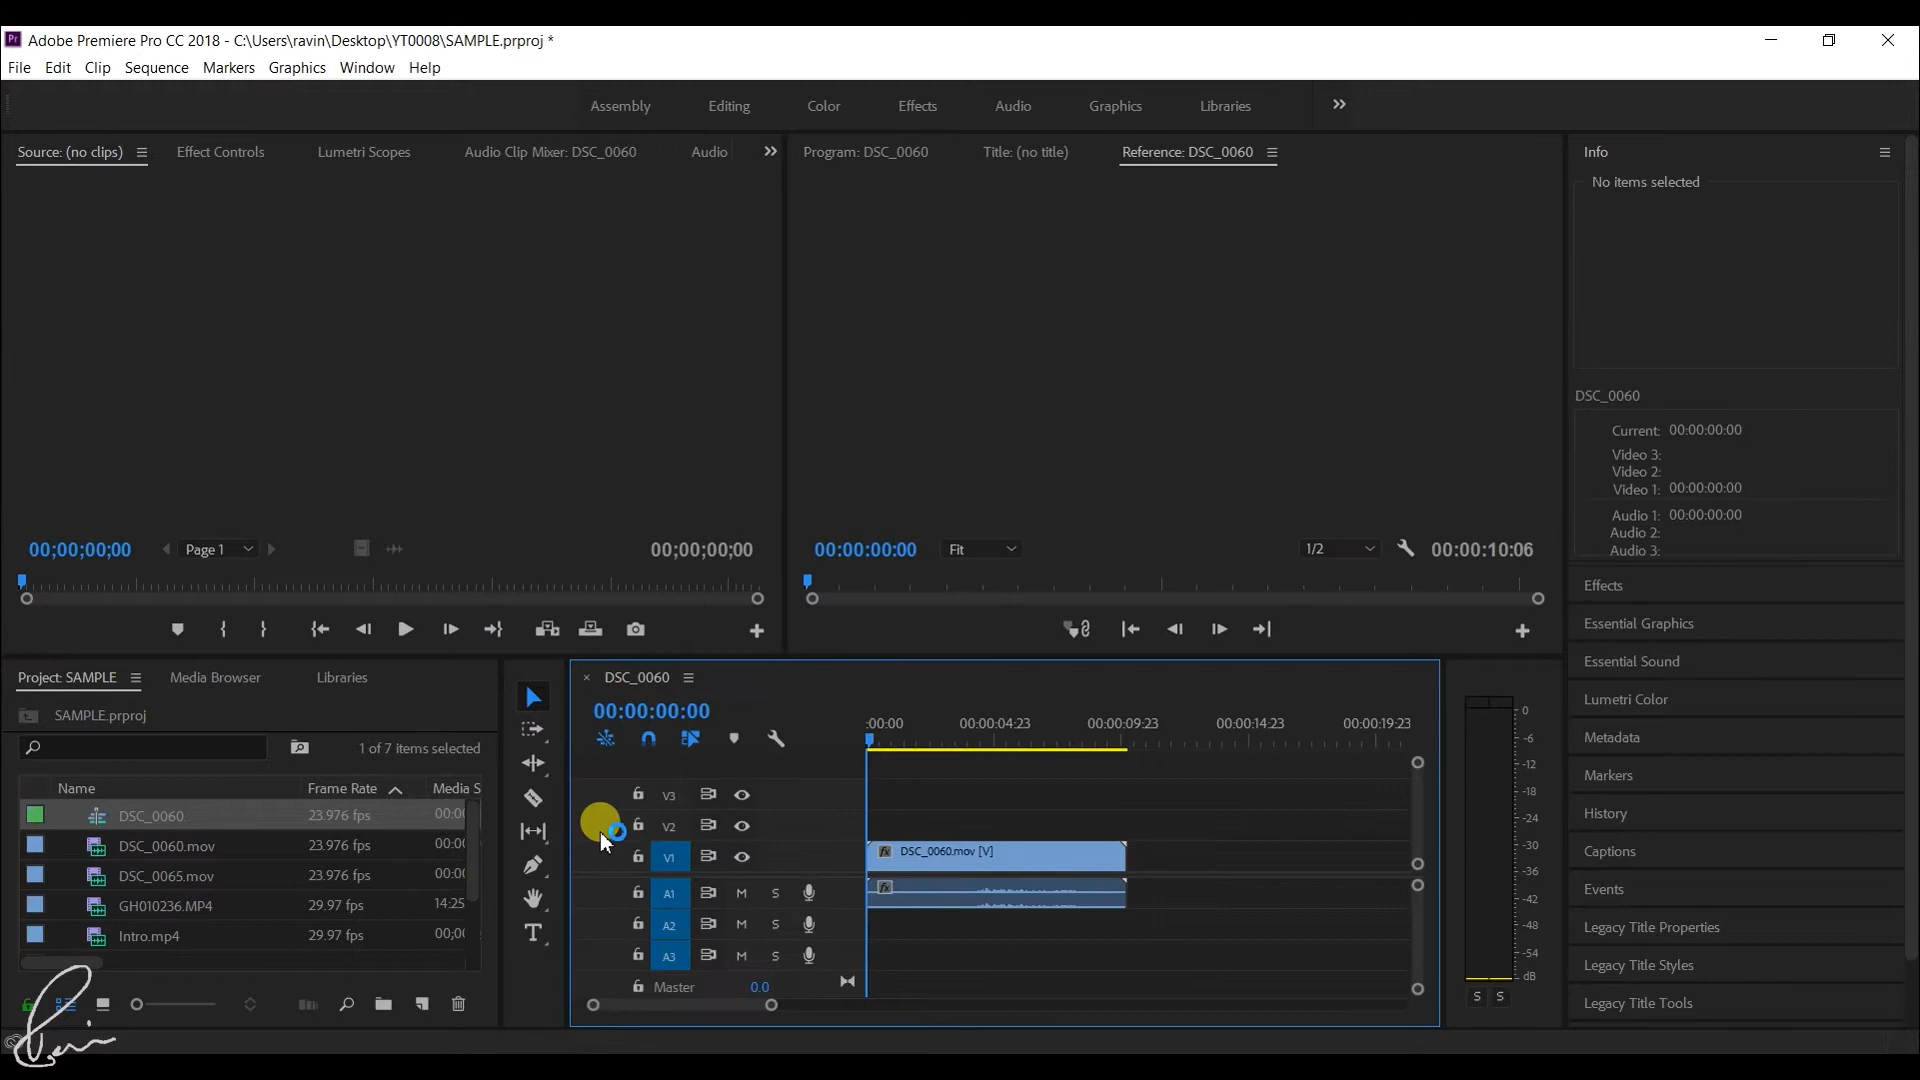 Pr Adobe Premiere Pro CC 2018 - C:\Users\ravin\Desktop\YT0008\SAMPLE.prproj *
File Edit Clip Sequence Markers Graphics Window Help
Assembly Editing Color Effects Audio Graphics Libraries
Source: (no clips) Effect Controls Lumetri Scopes Audio Clip Mixer: DSC_0060 Audio
Program: DSC_0060 Title: (no title) Reference: DSC_0060
Info
No items selected
DSC_0060
Current: 00:00:00:00
Video 3:
Video 2:
Video 1: 00:00:00:00
Audio 1: 00:00:00:00
Audio 2:
Audio 3:
00;00;00;00 Page 1 00;00;00;00
00:00:00:00 Fit 1/2 00:00:10:06
Effects
Essential Graphics
Essential Sound
Lumetri Color
Metadata
Markers
History
Captions
Events
Legacy Title Properties
Legacy Title Styles
Legacy Title Tools
Project: SAMPLE Media Browser Libraries
SAMPLE.prproj
1 of 7 items selected
Name Frame Rate Media S
DSC_0060 23.976 fps 00:0
DSC_0060.mov 23.976 fps 00:0
DSC_0065.mov 23.976 fps 00:0
GH010236.MP4 29.97 fps 14:25
Intro.mp4 29.97 fps 00;0
DSC_0060
00:00:00:00
:00:00 00:00:04:23 00:00:09:23 00:00:14:23 00:00:19:23
V3
V2
V1 DSC_0060.mov [V]
A1 M S
A2 M S
A3 M S
Master 0.0
0
-6
-12
-18
-24
-30
-36
-42
-48
-54
dB
S S